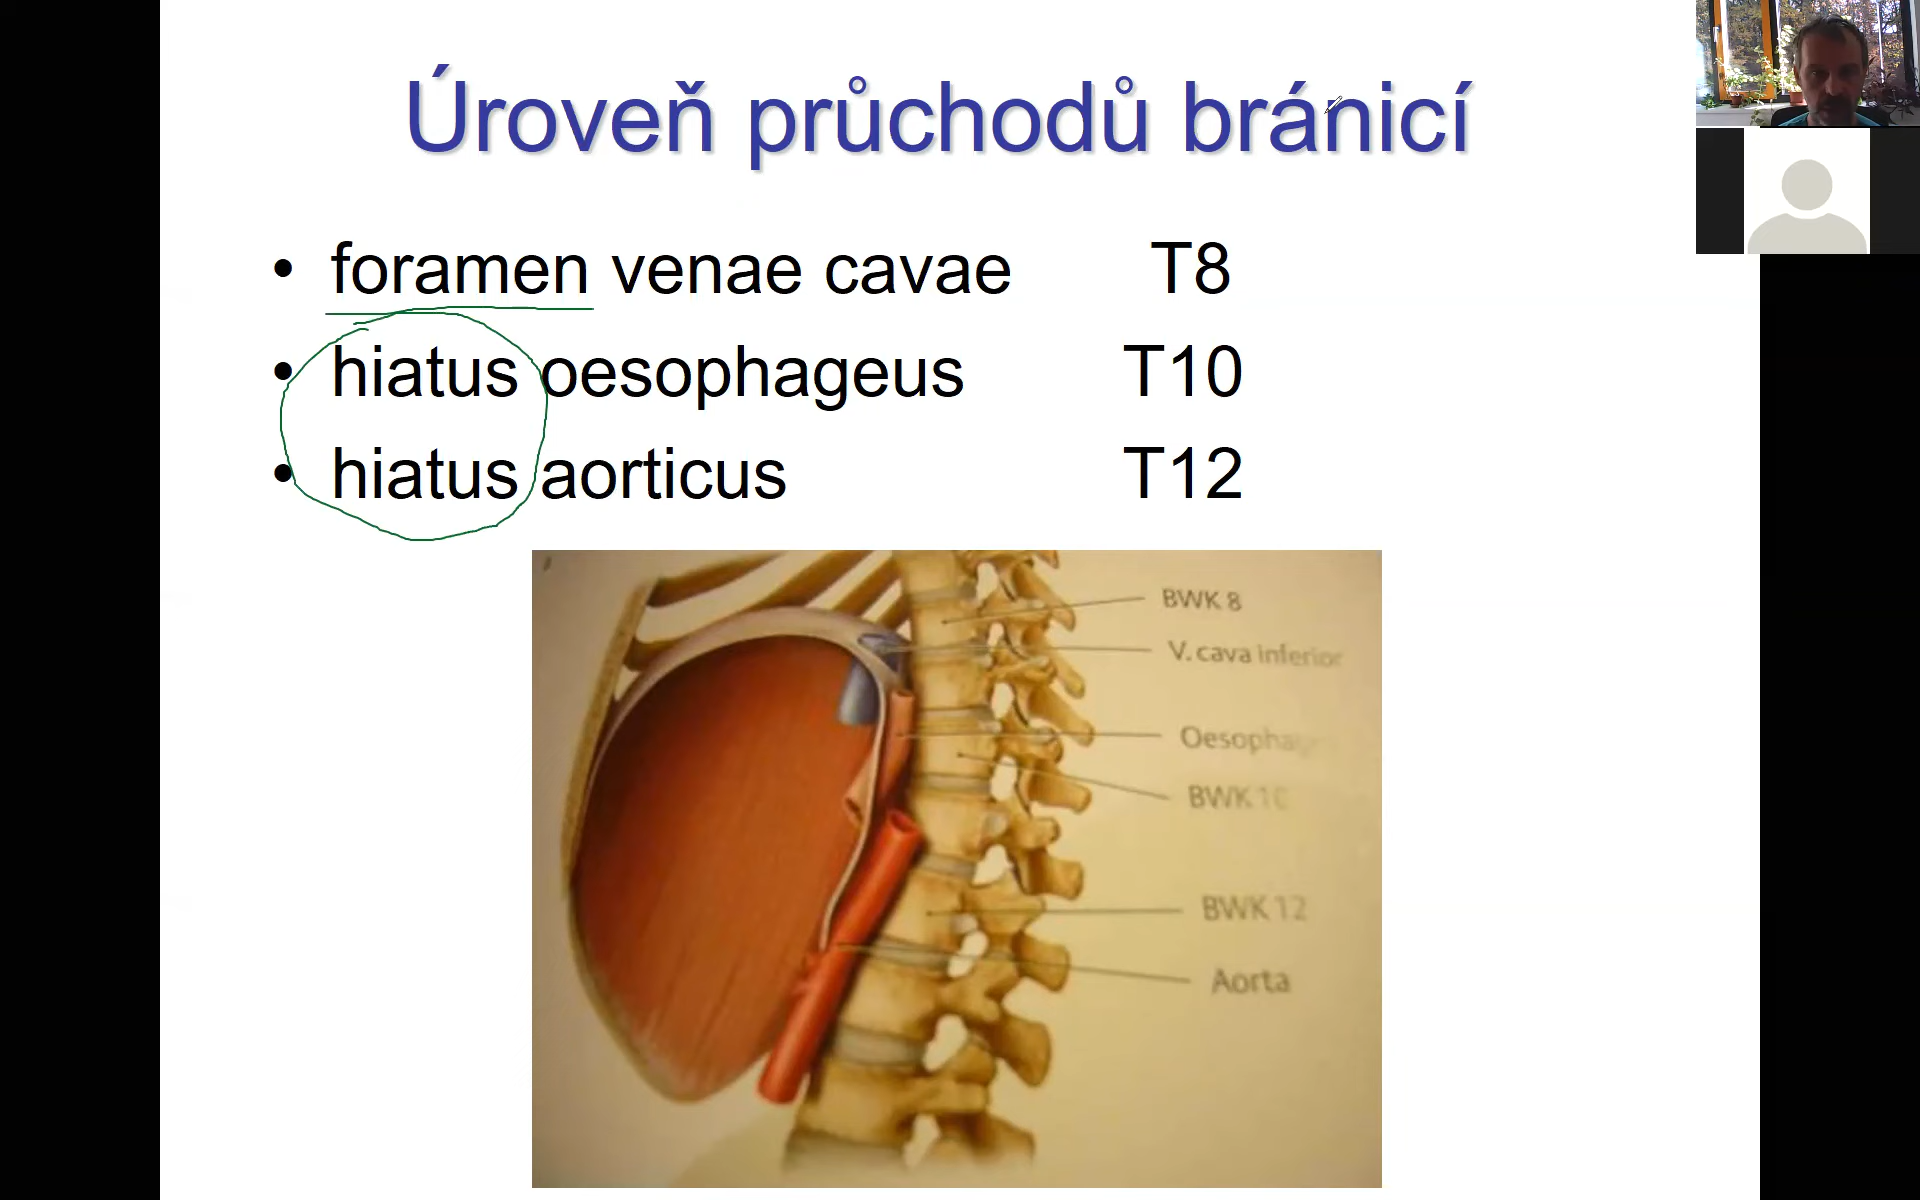 Úroveň průchodů bránicí
• foramen venae cavae T8
• hiatus oesophageus T10
• hiatus aorticus T12
BWK 8
V. cava inferior
BWK 10
BWK 12
Aorta